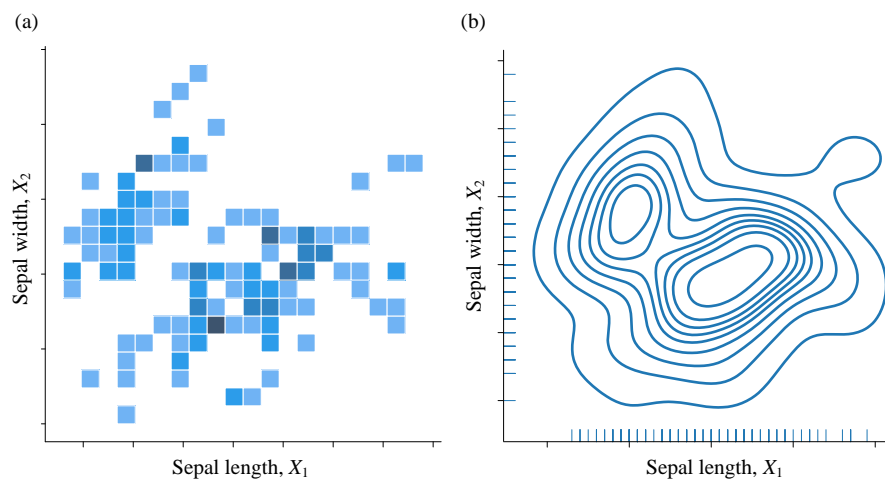 (a)
Sepal width, X2
Sepal length, X1
(b)
Sepal width, X2
Sepal length, X1